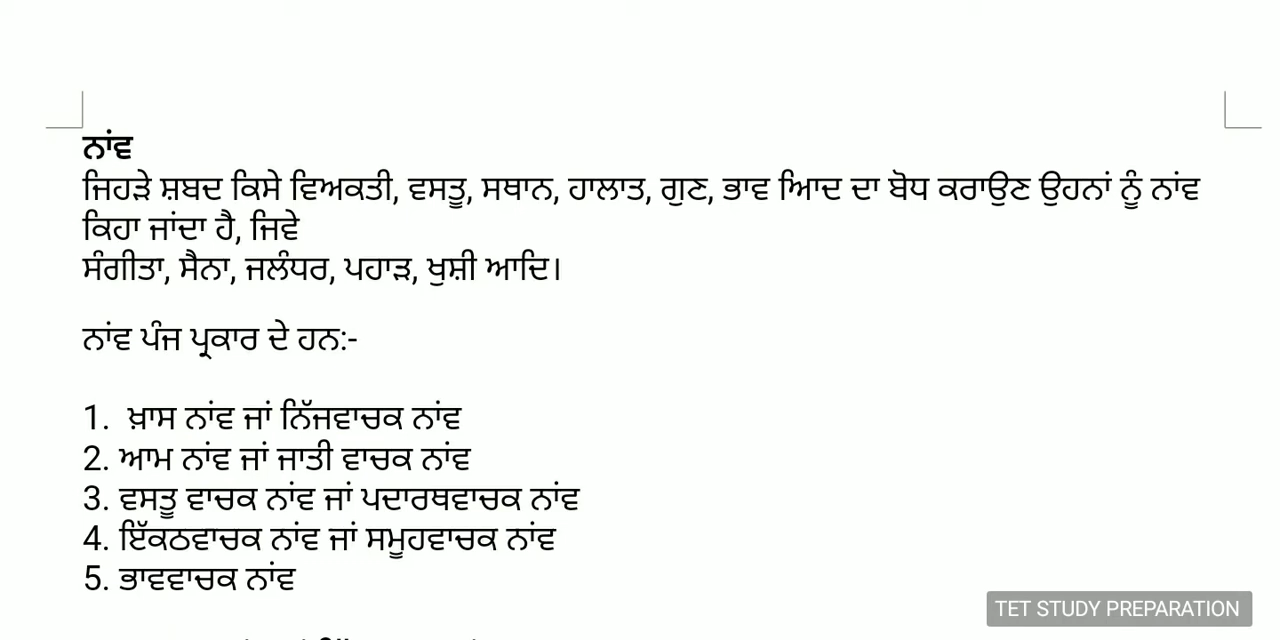 ਨਾਂਵ
ਜਿਹੜੇ ਸ਼ਬਦ ਕਿਸੇ ਵਿਅਕਤੀ, ਵਸਤੂ, ਸਥਾਨ, ਹਾਲਾਤ, ਗੁਣ, ਭਾਵ ਆਿਦ ਦਾ ਬੋਧ ਕਰਾਉਣ ਉਹਨਾਂ ਨੂੰ ਨਾਂਵ
ਕਿਹਾ ਜਾਂਦਾ ਹੈ, ਜਿਵੇ
ਸੰਗੀਤਾ, ਸੈਨਾ, ਜਲੰਧਰ, ਪਹਾੜ, ਖੁਸ਼ੀ ਆਦਿ।
ਨਾਂਵ ਪੰਜ ਪ੍ਰਕਾਰ ਦੇ ਹਨ:-
1. ਖ਼ਾਸ ਨਾਂਵ ਜਾਂ ਨਿੱਜਵਾਚਕ ਨਾਂਵ
2. ਆਮ ਨਾਂਵ ਜਾਂ ਜਾਤੀ ਵਾਚਕ ਨਾਂਵ
3. ਵਸਤੂ ਵਾਚਕ ਨਾਂਵ ਜਾਂ ਪਦਾਰਥਵਾਚਕ ਨਾਂਵ
4. ਇੱਕਠਵਾਚਕ ਨਾਂਵ ਜਾਂ ਸਮੂਹਵਾਚਕ ਨਾਂਵ
5. ਭਾਵਵਾਚਕ ਨਾਂਵ
TET STUDY PREPARATION